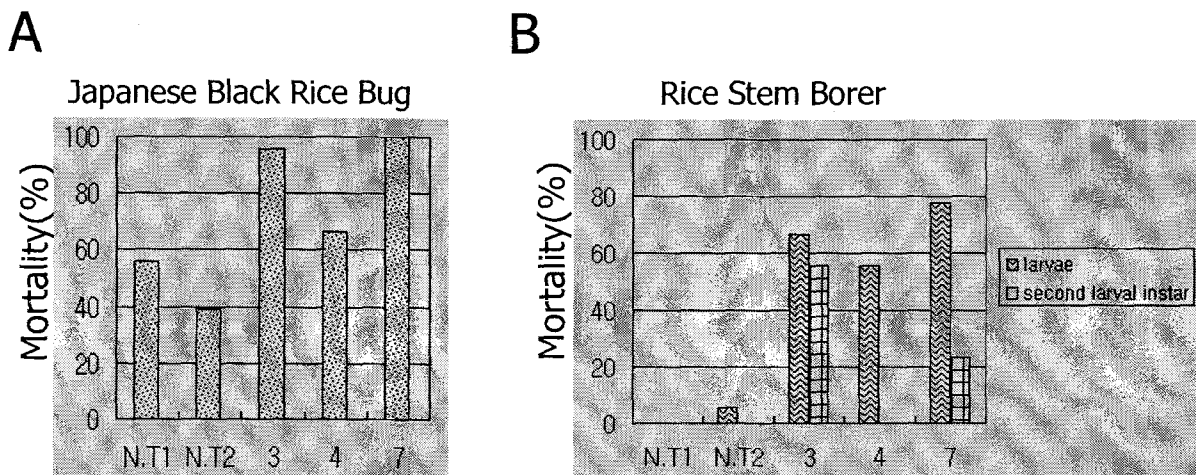 A
Japanese Black Rice Bug
Mortality(%)
100
80
60
40
20
0
N.T1 N.T2 3 4 7
B
Rice Stem Borer
Mortality(%)
100
80
60
40
20
0
N.T1 N.T2 3 4 7
larvae
second larval instar